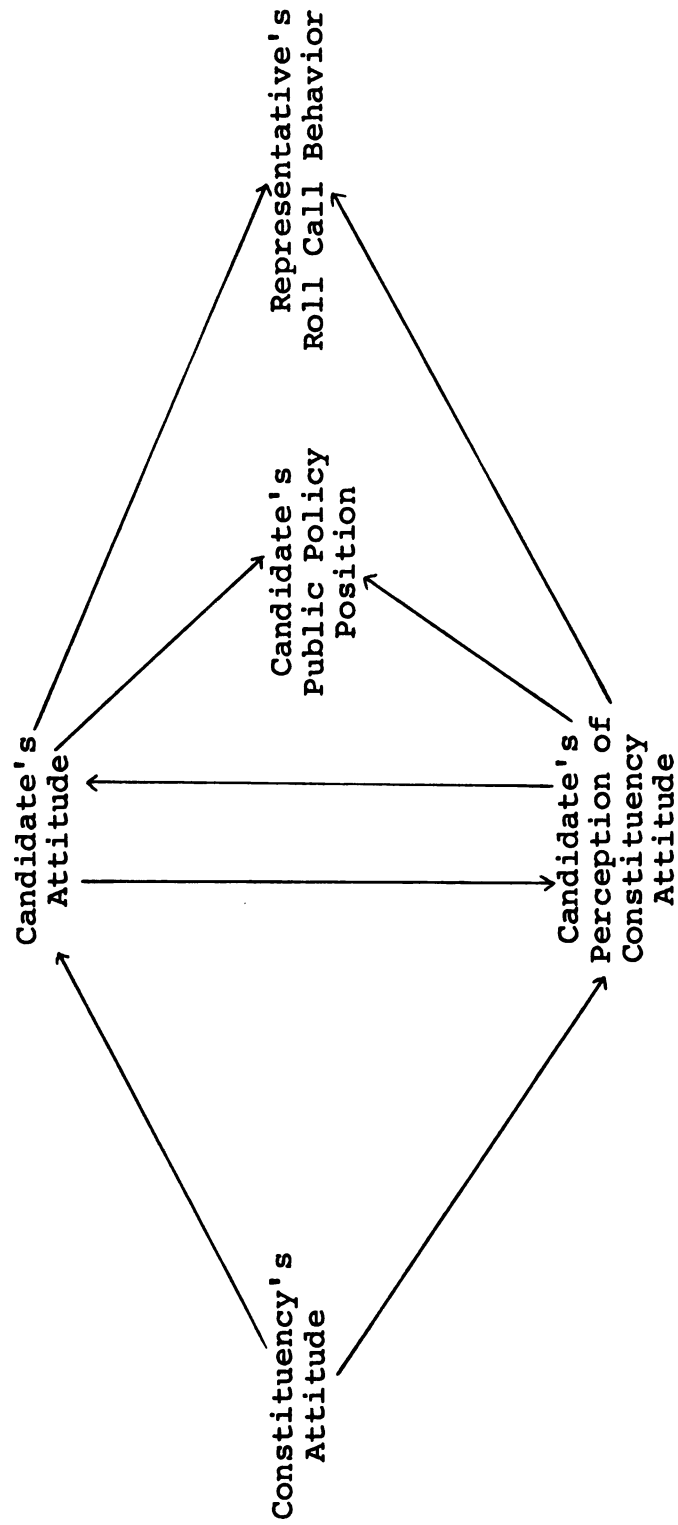 Constituency's
Attitude
Candidate's
Attitude
Candidate's
Perception of
Constituency
Attitude
Candidate's
Public Policy
Position
Representative's
Roll Call Behavior